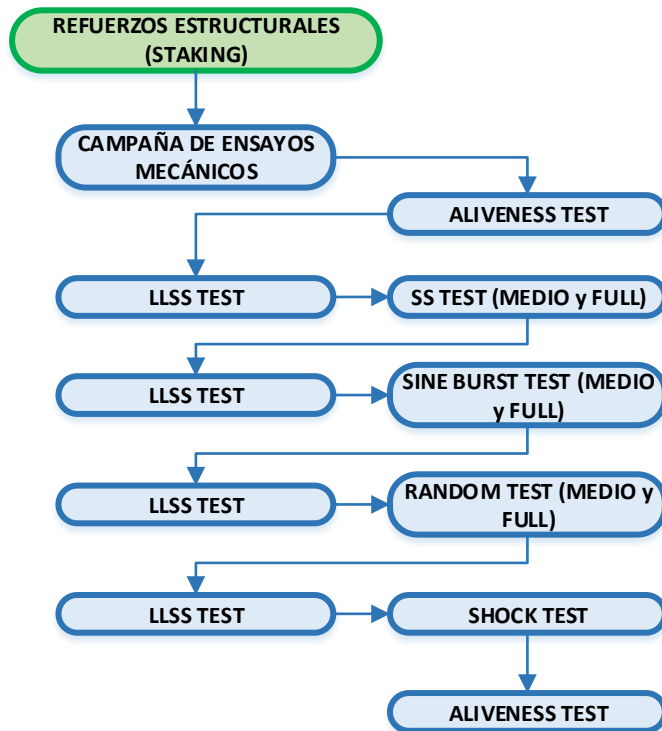 REFUERZOS ESTRUCTURALES
(STAKING)
CAMPAÑA DE ENSAYOS
MECÁNICOS
ALIVENESS TEST
LLSS TEST
SS TEST (MEDIO y FULL)
LLSS TEST
SINE BURST TEST (MEDIO
y FULL)
LLSS TEST
RANDOM TEST (MEDIO y
FULL)
LLSS TEST
SHOCK TEST
ALIVENESS TEST